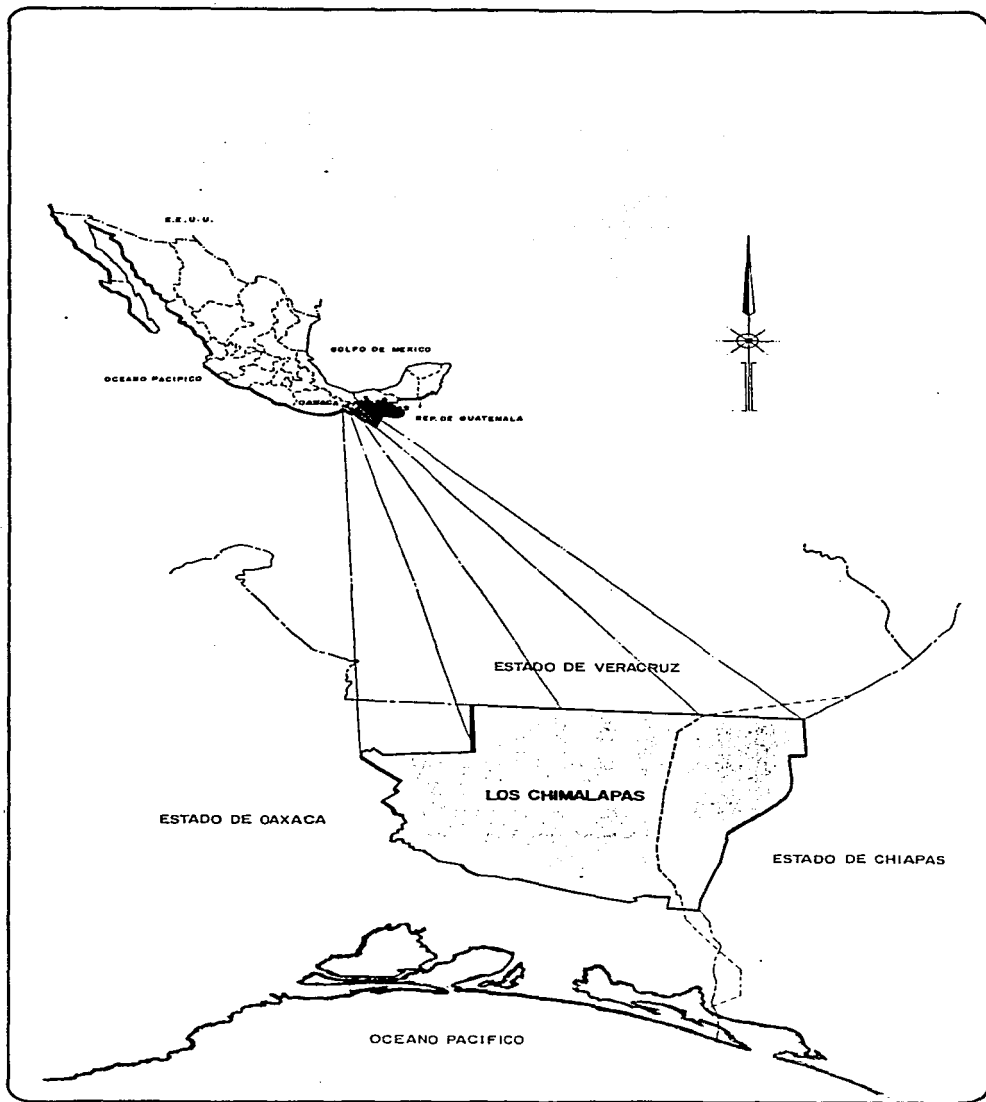 E.E.U.U.
GOLFO DE MEXICO
OCEANO PACIFICO
OAXACA
REP. DE GUATEMALA
ESTADO DE VERACRUZ
LOS CHIMALAPAS
ESTADO DE OAXACA
ESTADO DE CHIAPAS
OCEANO PACIFICO